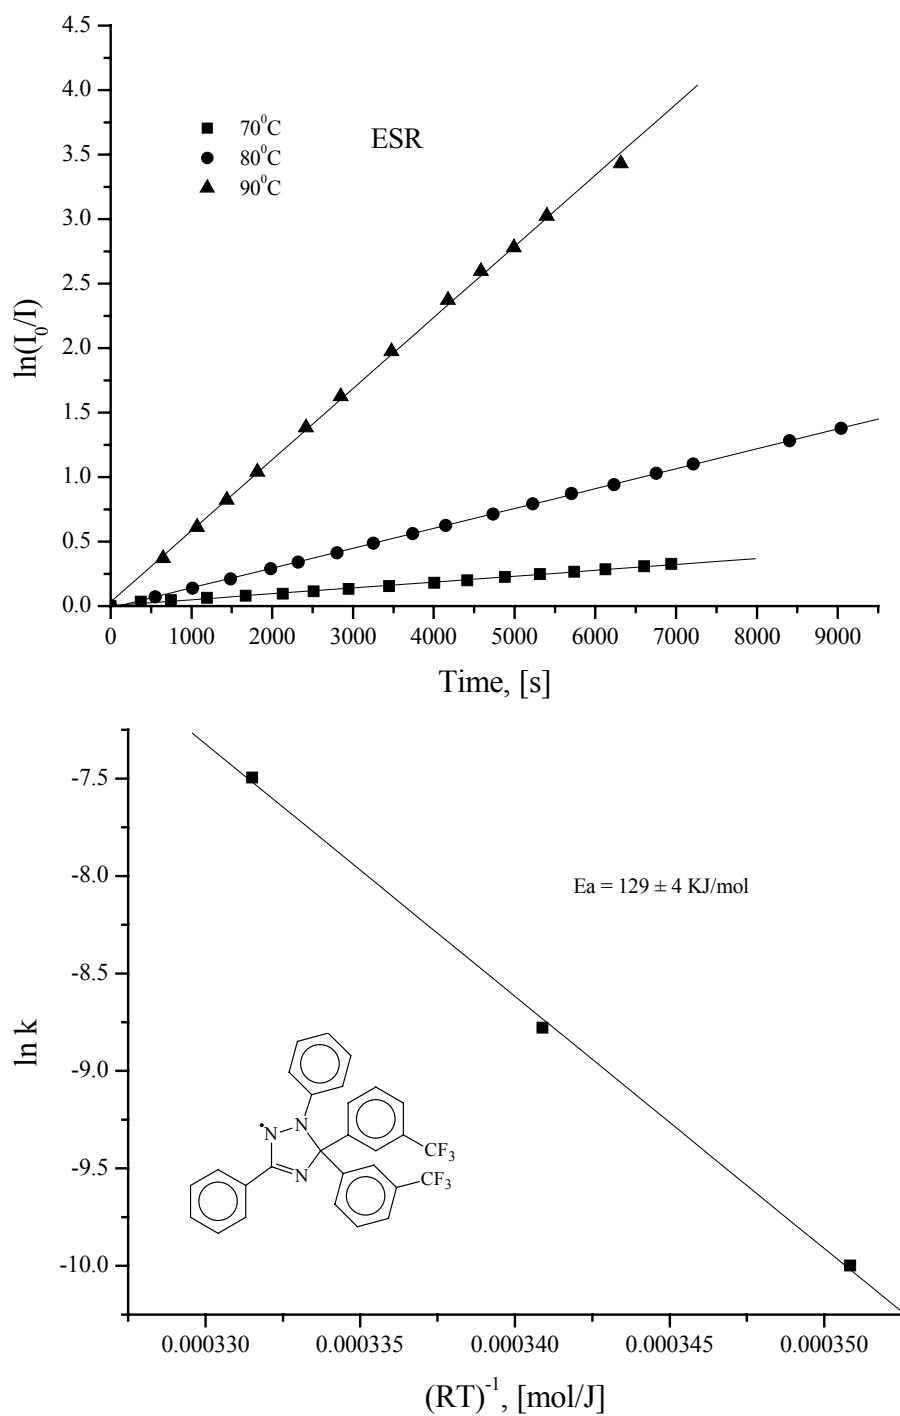 4.5
4.0
3.5
3.0
2.5
2.0
1.5
1.0
0.5
0.0
ln(I0/I)
70⁰C
80⁰C
90⁰C
ESR
0 1000 2000 3000 4000 5000 6000 7000 8000 9000
Time, [s]
-7.5
-8.0
-8.5
-9.0
-9.5
-10.0
ln k
Ea = 129 ± 4 KJ/mol
N
N
N
CF3
CF3
0.000330 0.000335 0.000340 0.000345 0.000350
(RT)⁻¹, [mol/J]